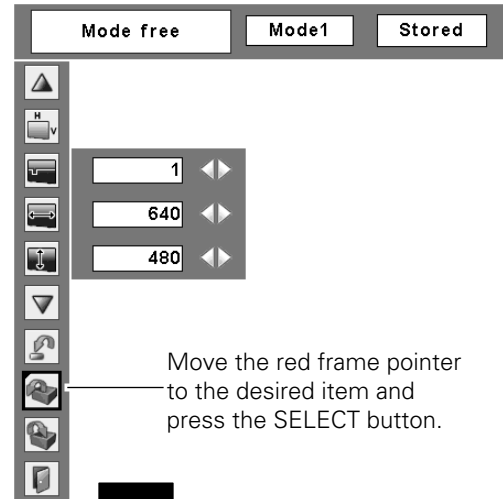 Mode free Mode1 Stored
H
V
1
640
480
Move the red frame pointer
to the desired item and
press the SELECT button.